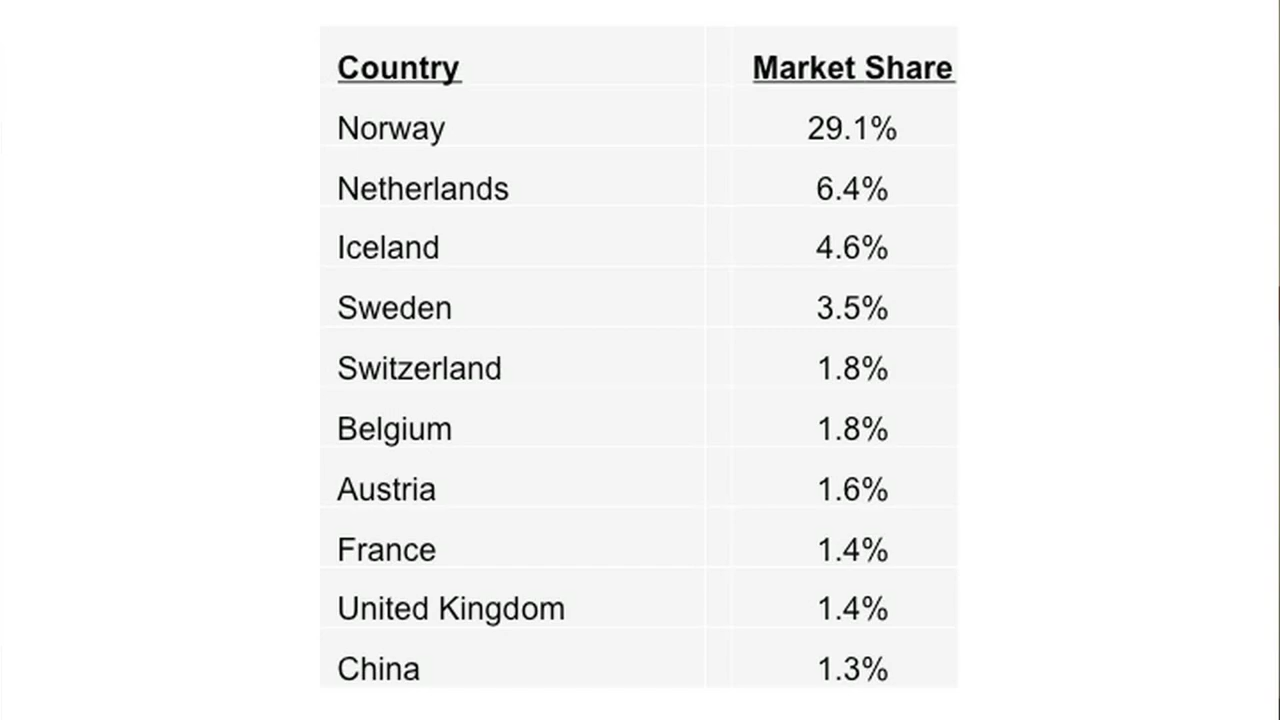 Country Market Share
Norway 29.1%
Netherlands 6.4%
Iceland 4.6%
Sweden 3.5%
Switzerland 1.8%
Belgium 1.8%
Austria 1.6%
France 1.4%
United Kingdom 1.4%
China 1.3%